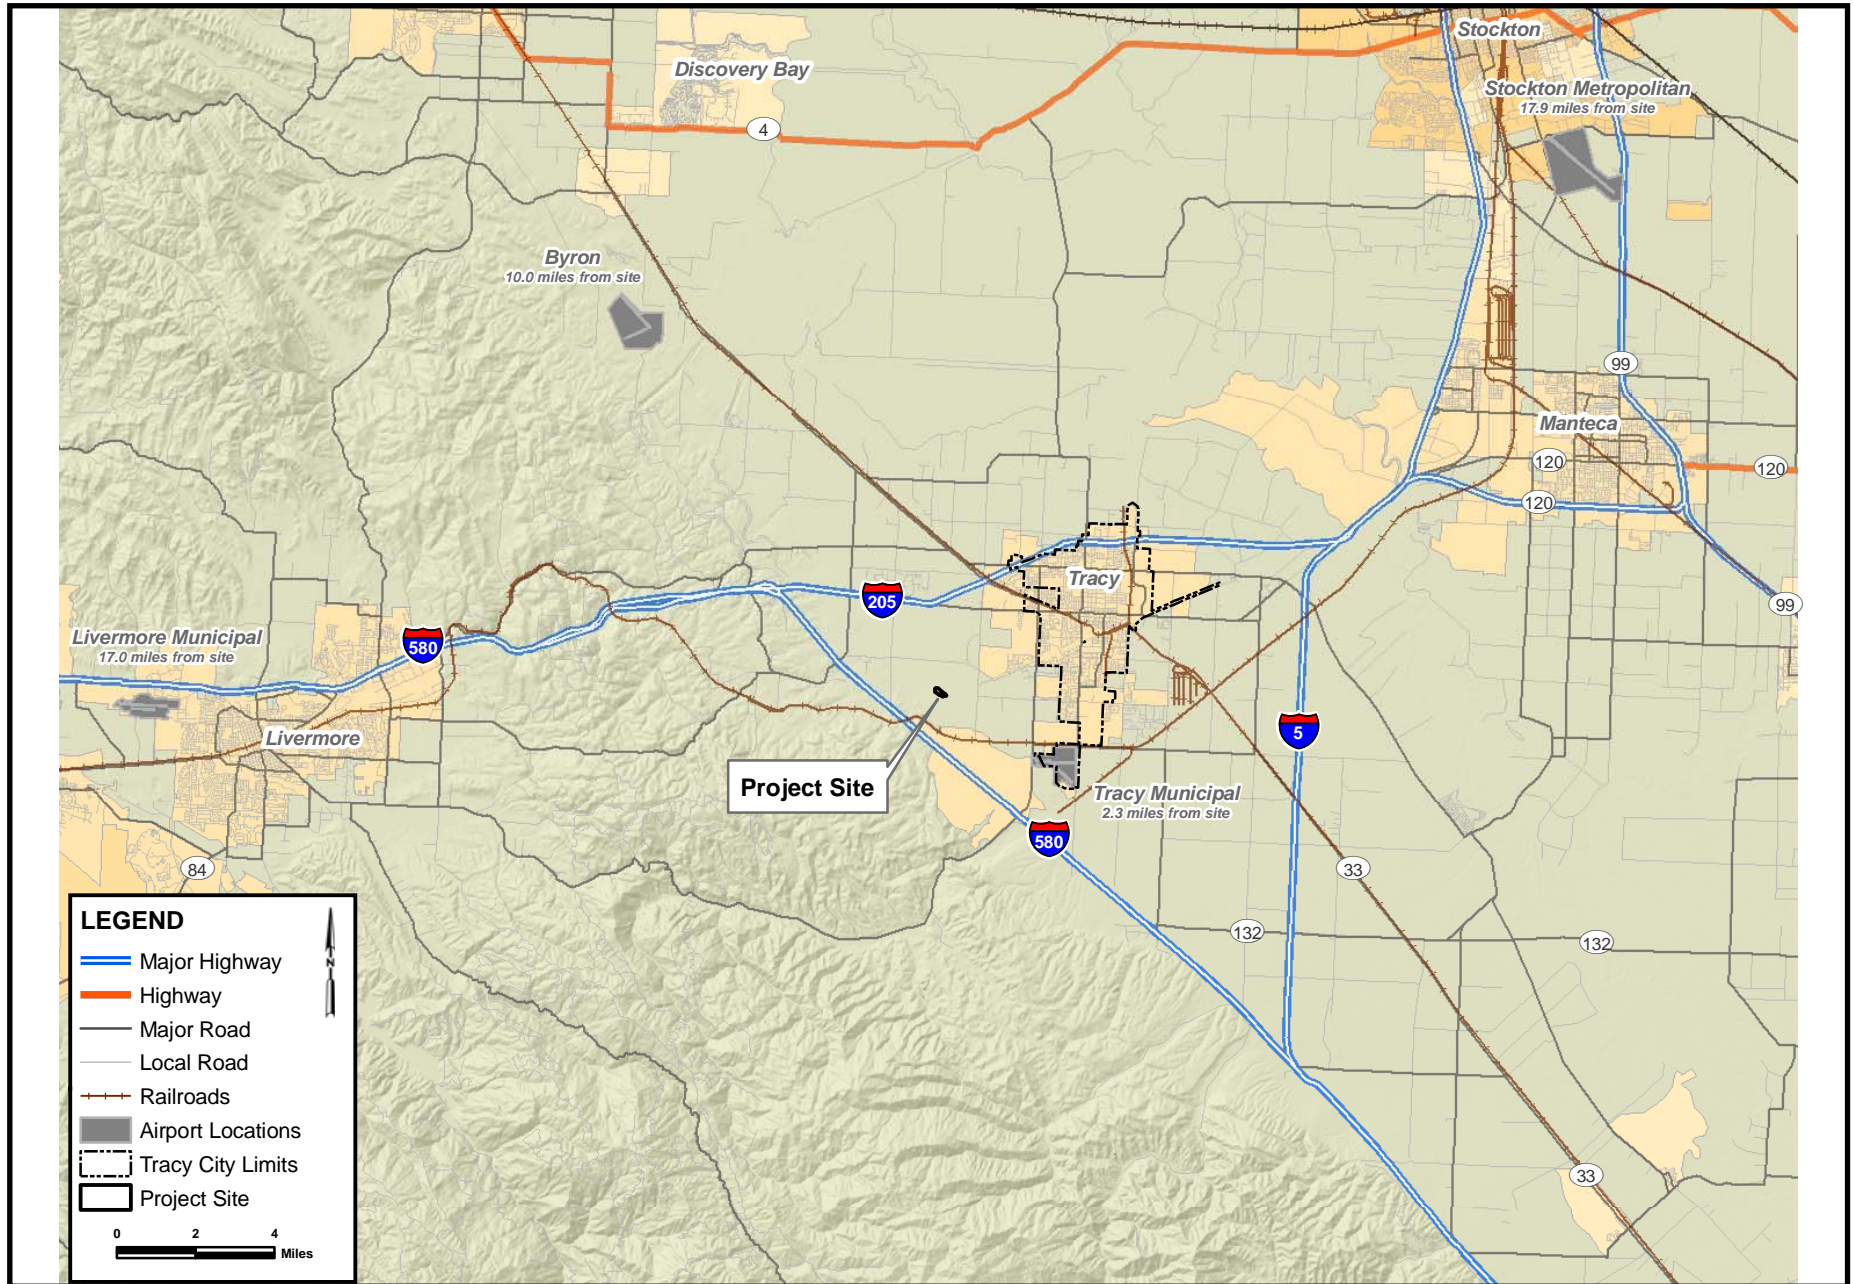 Stockton
Discovery Bay
Stockton Metropolitan
17.9 miles from site
4
Byron
10.0 miles from site
99
Manteca
120
120
120
Tracy
205
99
Livermore Municipal
17.0 miles from site
580
Livermore
5
Project Site
Tracy Municipal
2.3 miles from site
580
84
33
132
132
33
LEGEND
N
Major Highway
Highway
Major Road
Local Road
Railroads
Airport Locations
Tracy City Limits
Project Site
0 2 4
Miles